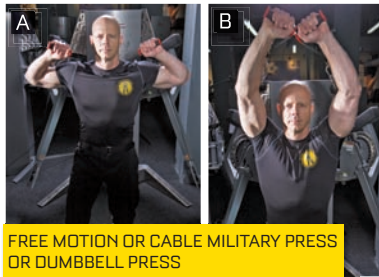 A
B
FREE MOTION OR CABLE MILITARY PRESS
OR DUMBBELL PRESS